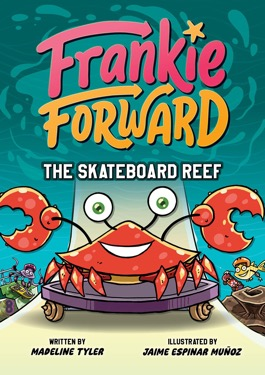 Frankie
FORWARD
THE SKATEBOARD REEF
WRITTEN BY
MADELINE TYLER
ILLUSTRATED BY
JAIME ESPINAR MUÑOZ